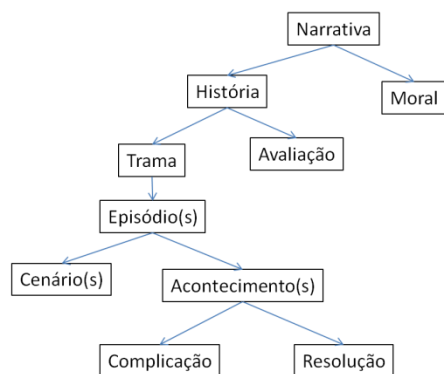 Narrativa
História
Moral
Trama
Avaliação
Episódio(s)
Cenário(s)
Acontecimento(s)
Complicação
Resolução